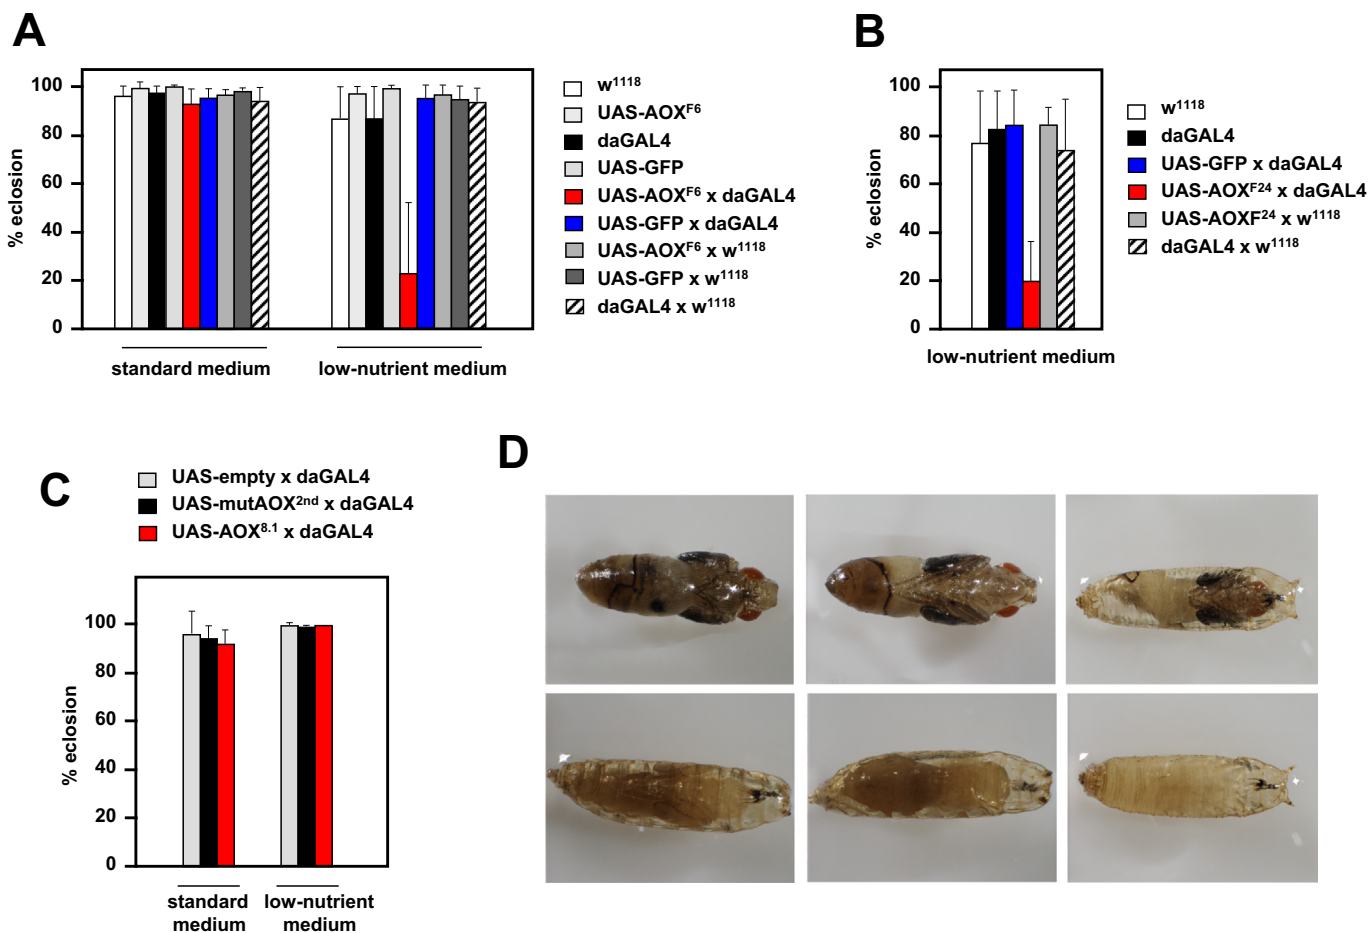 A
100
80
60
40
20
0
% eclosion
standard medium
low-nutrient medium
w1118
UAS-AOXF6
daGAL4
UAS-GFP
UAS-AOXF6 x daGAL4
UAS-GFP x daGAL4
UAS-AOXF6 x w1118
UAS-GFP x w1118
daGAL4 x w1118
B
100
80
60
40
20
0
% eclosion
low-nutrient medium
w1118
daGAL4
UAS-GFP x daGAL4
UAS-AOXF24 x daGAL4
UAS-AOXF24 x w1118
daGAL4 x w1118
C
UAS-empty x daGAL4
UAS-mutAOX2nd x daGAL4
UAS-AOX8.1 x daGAL4
100
80
60
40
20
0
% eclosion
standard
medium
low-nutrient
medium
D